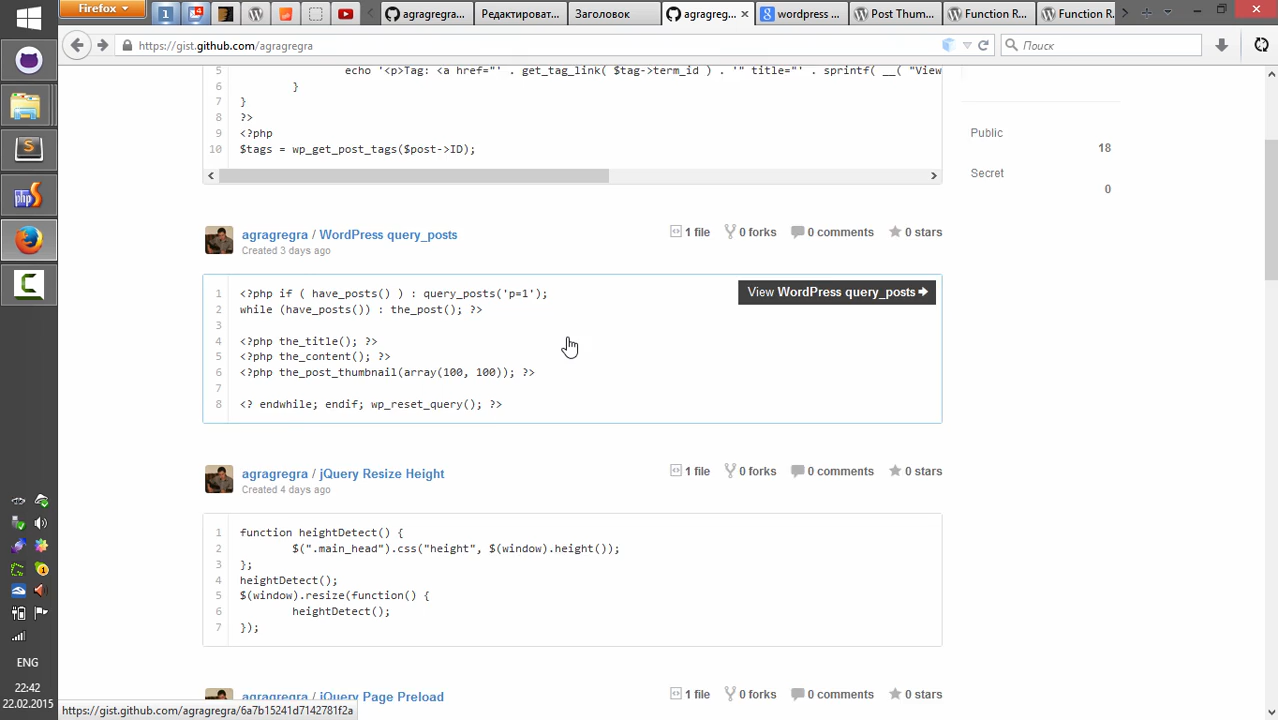 Firefox
1
agragregra...
Редактироват...
Заголовок
agragreg...
wordpress ...
Post Thum...
Function R...
Function R...
https://gist.github.com/agragregra
Поиск
5 echo '<p>Tag: <a href="' . get_tag_link( $tag->term_id ) . '" title="' . sprintf( __( "View
6 }
7 }
8 ?>
9 <?php
10 $tags = wp_get_post_tags($post->ID);
Public
18
Secret
0
agragregra / WordPress query_posts
1 file 0 forks 0 comments 0 stars
Created 3 days ago
1 <?php if ( have_posts() ) : query_posts('p=1');
View WordPress query_posts
2 while (have_posts()) : the_post(); ?>
3
4 <?php the_title(); ?>
5 <?php the_content(); ?>
6 <?php the_post_thumbnail(array(100, 100)); ?>
7
8 <? endwhile; endif; wp_reset_query(); ?>
agragregra / jQuery Resize Height
1 file 0 forks 0 comments 0 stars
Created 4 days ago
1 function heightDetect() {
2 $(".main_head").css("height", $(window).height());
3 };
4 heightDetect();
5 $(window).resize(function() {
6 heightDetect();
7 });
agragregra / jQuery Page Preload
1 file 0 forks 0 comments 0 stars
ENG
22:42
22.02.2015
https://gist.github.com/agragregra/6a7b15241d7142781f2a